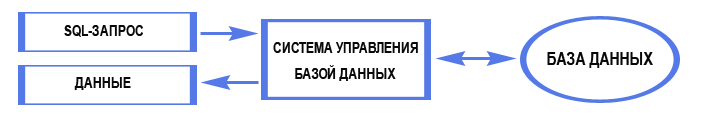 SQL-ЗАПРОС
ДАННЫЕ
СИСТЕМА УПРАВЛЕНИЯ
БАЗОЙ ДАННЫХ
БАЗА ДАННЫХ